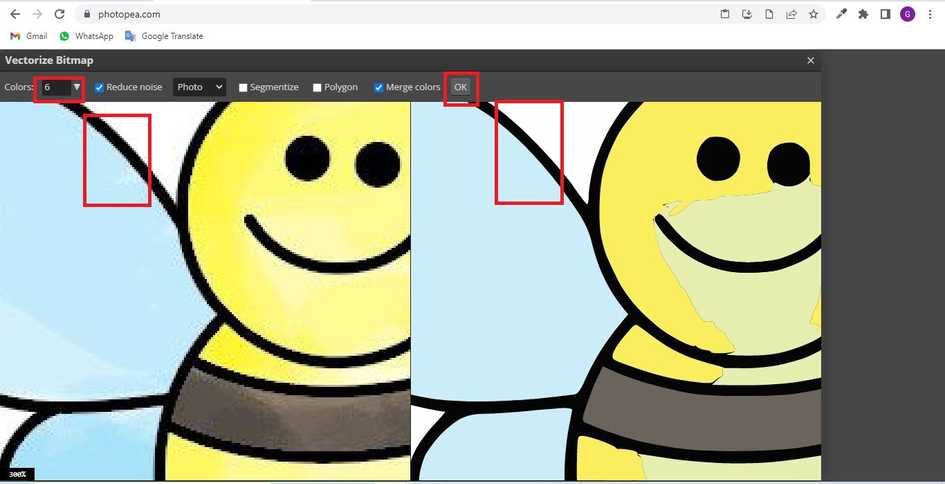 photopea.com
G
Gmail WhatsApp Google Translate
Vectorize Bitmap
Colors: 6 Reduce noise Photo Segmentize Polygon Merge colors OK
300%